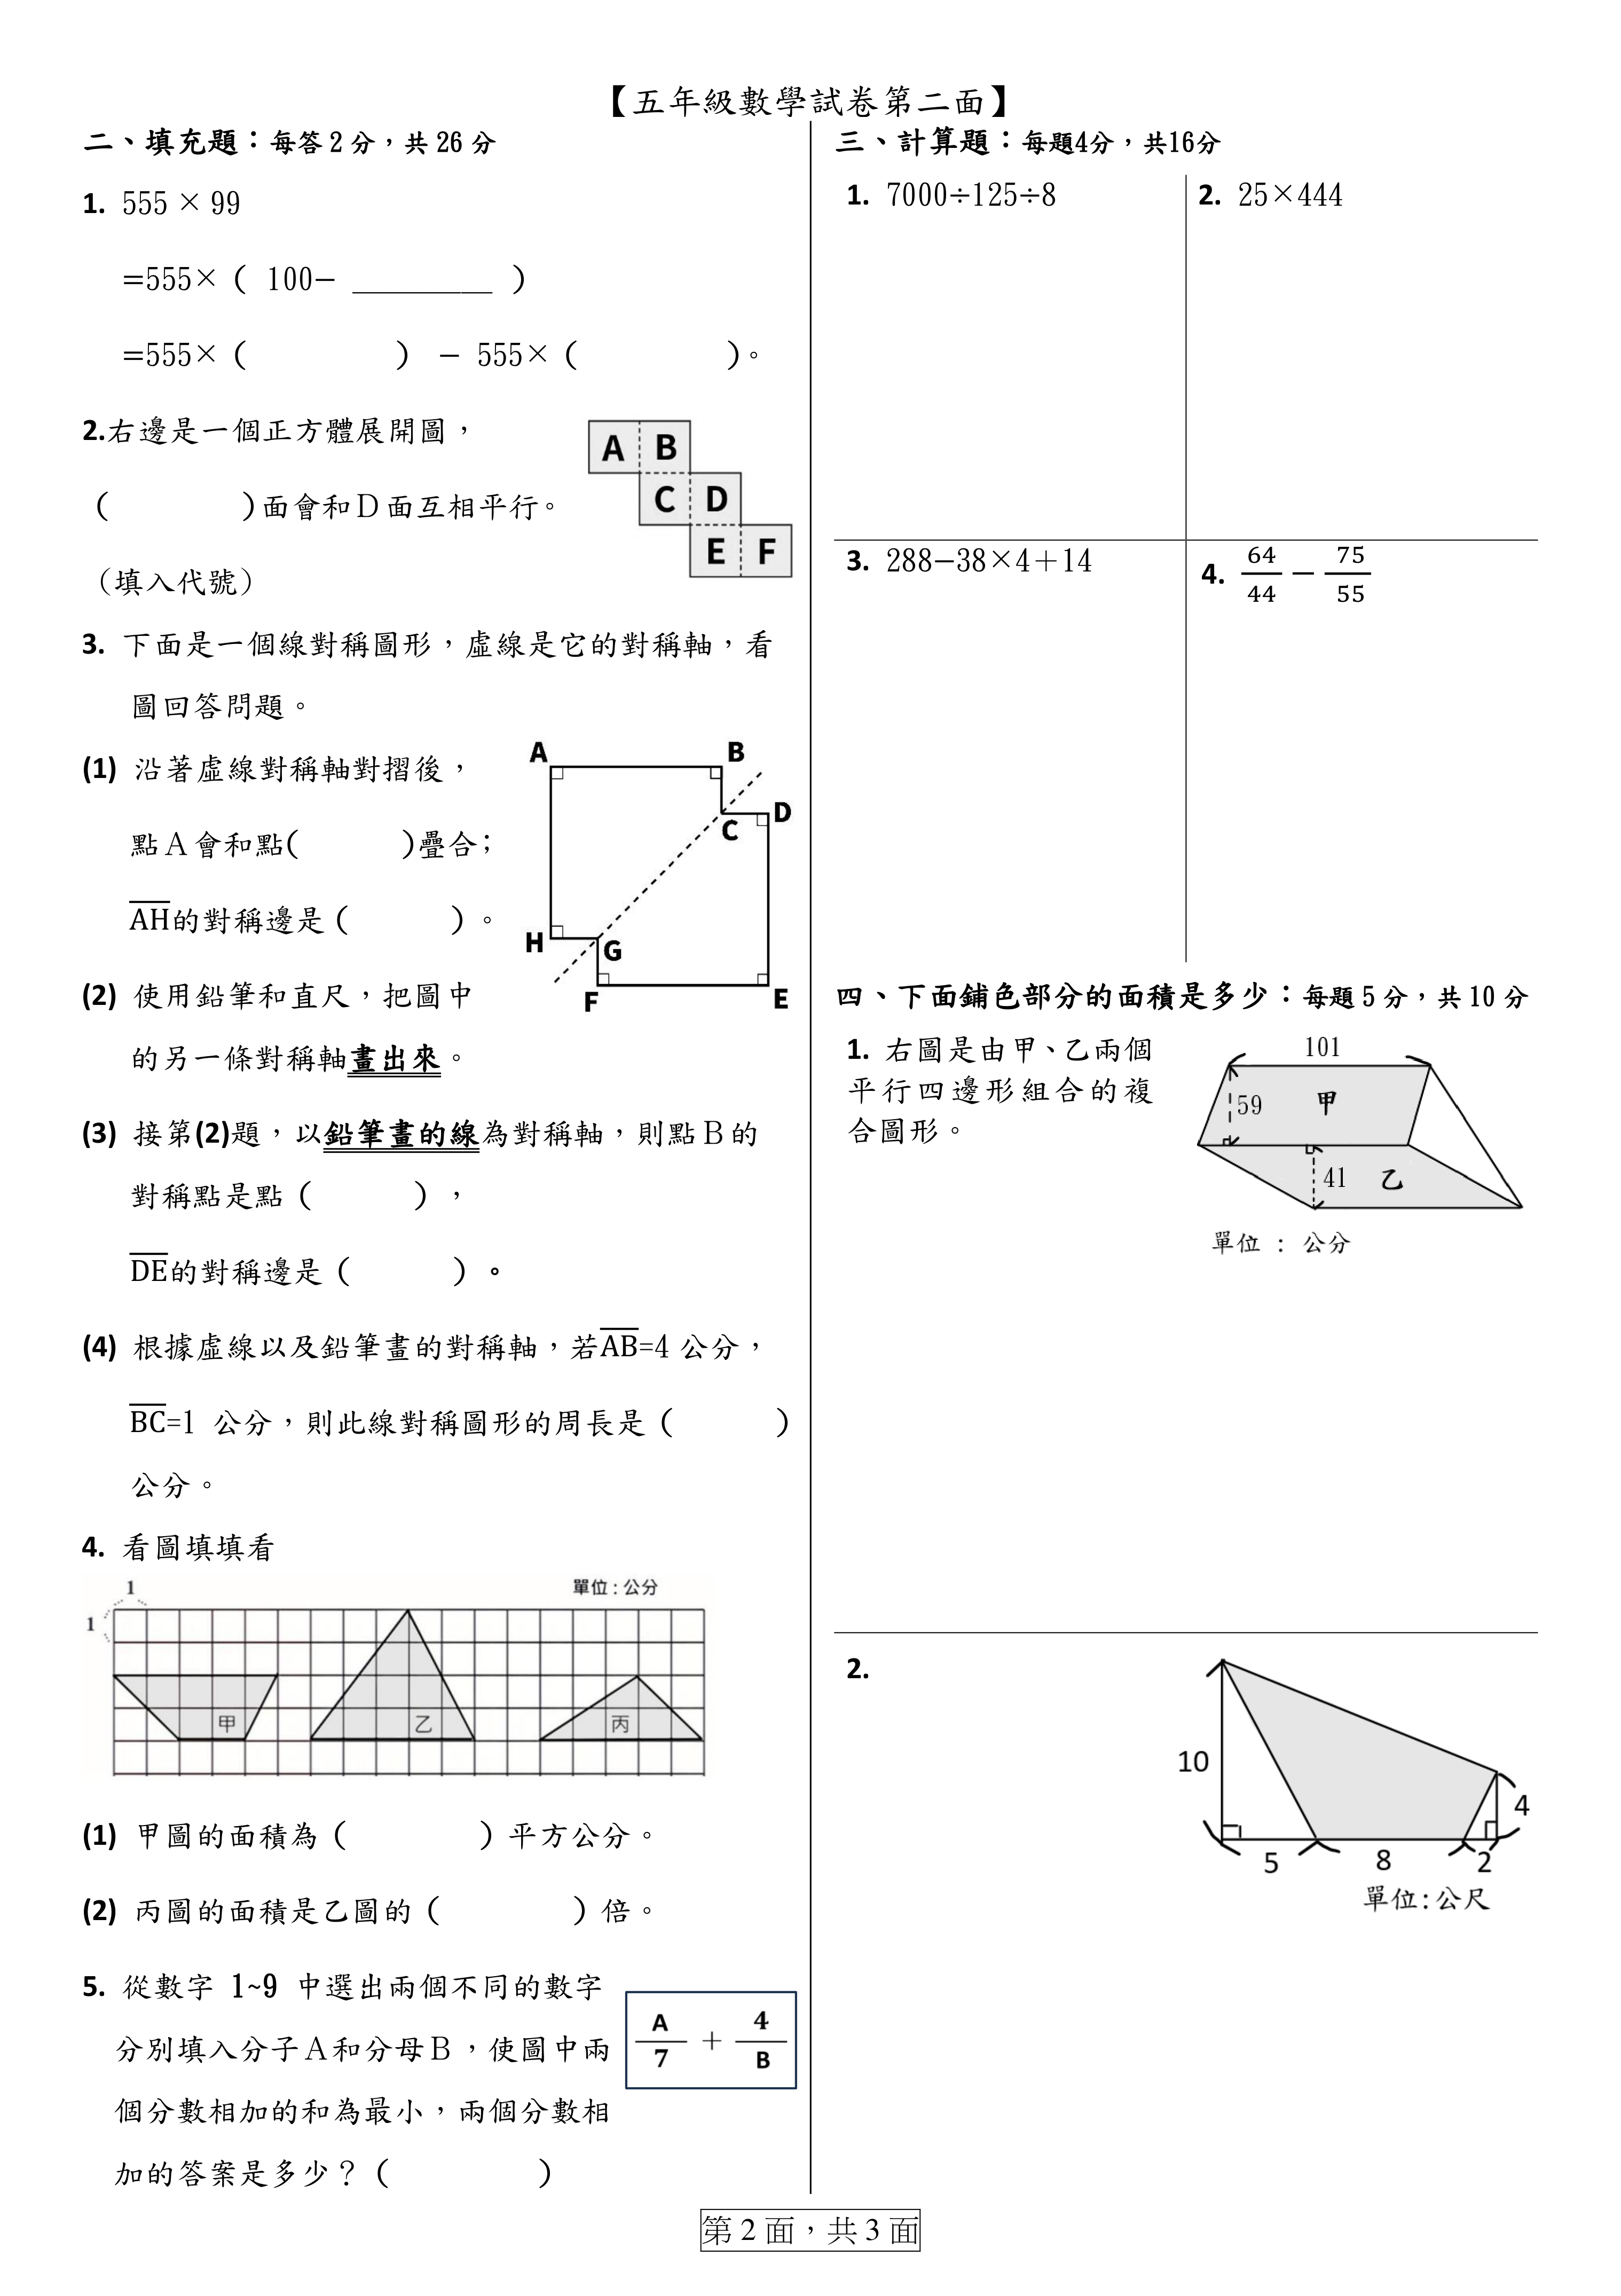 【五年級數學試卷第二面】
二、填充題：每答 2 分，共 26 分
1. 555 × 99
=555×（ 100− ________ ）
=555×（ ） − 555×（ ）。
2.右邊是一個正方體展開圖，
（ ）面會和Ｄ面互相平行。
（填入代號）
A B
C D
E F
3. 下面是一個線對稱圖形，虛線是它的對稱軸，看
圖回答問題。
(1) 沿著虛線對稱軸對摺後，
點Ａ會和點( )疊合；
A̅H̅的對稱邊是（ ）。
(2) 使用鉛筆和直尺，把圖中
的另一條對稱軸畫出來。
A B
C D
H G
F E
(3) 接第(2)題，以鉛筆畫的線為對稱軸，則點Ｂ的
對稱點是點（ ），
D̅E̅的對稱邊是（ ）。
(4) 根據虛線以及鉛筆畫的對稱軸，若A̅B̅=4 公分，
B̅C̅=1 公分，則此線對稱圖形的周長是（ ）
公分。
4. 看圖填填看
1 單位 : 公分
1
甲 乙 丙
(1) 甲圖的面積為（ ）平方公分。
(2) 丙圖的面積是乙圖的（ ）倍。
5. 從數字 1~9 中選出兩個不同的數字
分別填入分子Ａ和分母Ｂ，使圖中兩
個分數相加的和為最小，兩個分數相
加的答案是多少？（ ）
A/7 + 4/B
三、計算題：每題4分，共16分
1. 7000÷125÷8
2. 25×444
3. 288−38×4＋14
4. 64/44 − 75/55
四、下面鋪色部分的面積是多少：每題 5 分，共 10 分
1. 右圖是由甲、乙兩個
平行四邊形組合的複
合圖形。
101
59 甲
41 乙
單位 : 公分
2.
10
4
5 8 2
單位:公尺
第 2 面，共 3 面